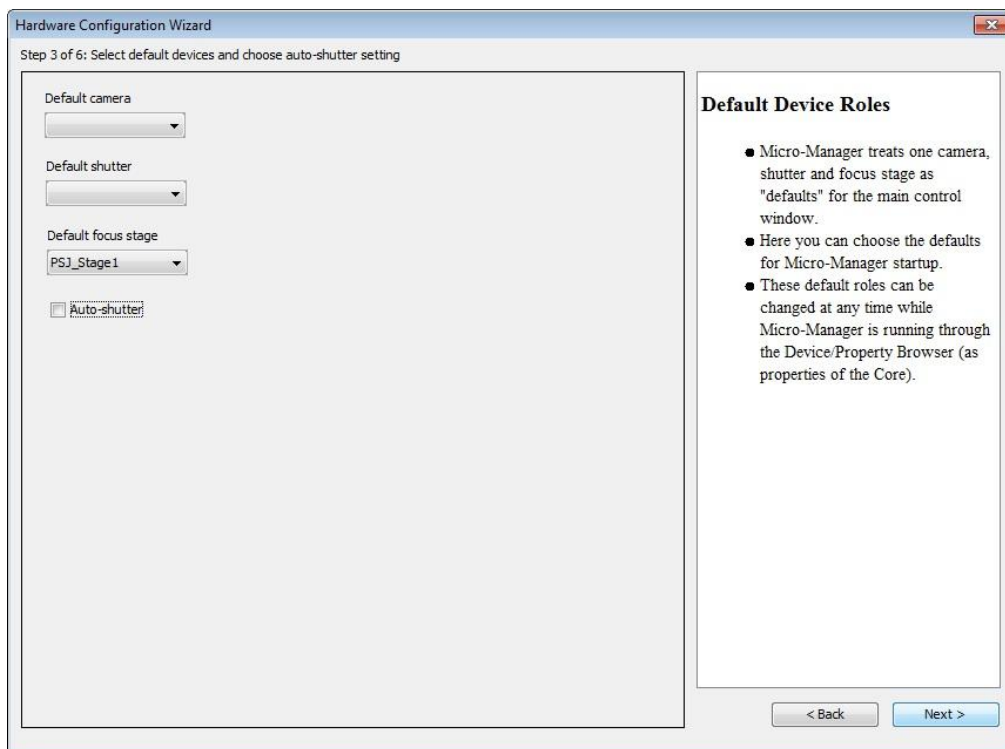 Hardware Configuration Wizard
Step 3 of 6: Select default devices and choose auto-shutter setting
Default camera
Default shutter
Default focus stage
PSJ_Stage1
Auto-shutter
Default Device Roles
Micro-Manager treats one camera,
shutter and focus stage as
"defaults" for the main control
window.
Here you can choose the defaults
for Micro-Manager startup.
These default roles can be
changed at any time while
Micro-Manager is running through
the Device/Property Browser (as
properties of the Core).
< Back
Next >